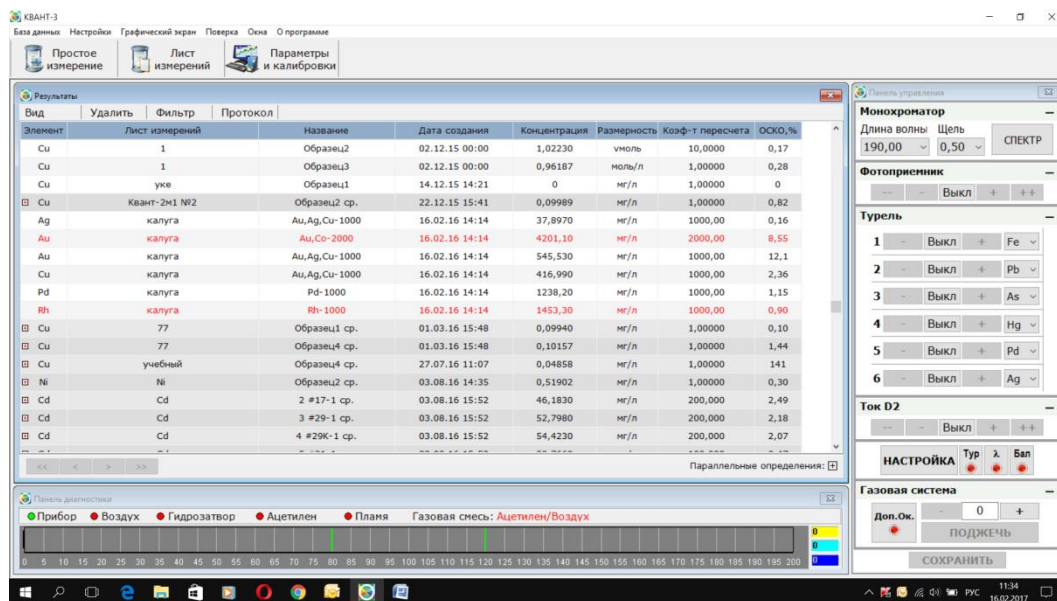 КВАНТ-3
База данных Настройки Графический экран Поверка Окна О программе
Простое измерение Лист измерений Параметры и калибровки
Результаты
Вид Удалить Фильтр Протокол
Элемент Лист измерений Название Дата создания Концентрация Размерность Коэф-т пересчета ОСКО,%
Cu 1 Образец2 02.12.15 00:00 1,02230 умоль 10,0000 0,17
Cu 1 Образец3 02.12.15 00:00 0,96187 моль/л 1,00000 0,28
Cu уке Образец1 14.12.15 14:21 0 мг/л 1,00000 0
Cu Квант-2м1 №2 Образец2 ср. 22.12.15 15:41 0,09989 мг/л 1,00000 0,82
Ag калуга Au,Ag,Cu-1000 16.02.16 14:14 37,8970 мг/л 1000,00 0,16
Au калуга Au,Co-2000 16.02.16 14:14 4201,10 мг/л 2000,00 8,55
Au калуга Au,Ag,Cu-1000 16.02.16 14:14 545,530 мг/л 1000,00 12,1
Cu калуга Au,Ag,Cu-1000 16.02.16 14:14 416,990 мг/л 1000,00 2,36
Pd калуга Pd-1000 16.02.16 14:14 1238,20 мг/л 1000,00 1,15
Rh калуга Rh-1000 16.02.16 14:14 1453,30 мг/л 1000,00 0,90
Cu 77 Образец1 ср. 01.03.16 15:48 0,09940 мг/л 1,00000 0,10
Cu 77 Образец4 ср. 01.03.16 15:48 0,10157 мг/л 1,00000 1,44
Cu учебный Образец4 ср. 27.07.16 11:07 0,04858 мг/л 1,00000 141
Ni Ni Образец2 ср. 03.08.16 14:35 0,51902 мг/л 1,00000 0,30
Cd Cd 2 #17-1 ср. 03.08.16 15:52 46,1830 мг/л 200,000 2,49
Cd Cd 3 #29-1 ср. 03.08.16 15:52 52,7980 мг/л 200,000 2,18
Cd Cd 4 #29K-1 ср. 03.08.16 15:52 54,4230 мг/л 200,000 2,07
<< < > >> Параллельные определения:
Панель диагностики
Прибор Воздух Гидрозатвор Ацетилен Пламя Газовая смесь: Ацетилен/Воздух
0
0
0
0 5 10 15 20 25 30 35 40 45 50 55 60 65 70 75 80 85 90 95 100 105 110 115 120 125 130 135 140 145 150 155 160 165 170 175 180 185 190 195 200
Панель управления
Монохроматор
Длина волны Щель
190,00 0,50 СПЕКТР
Фотоприемник
-- - Выкл + ++
Турель
1 - Выкл + Fe
2 - Выкл + Pb
3 - Выкл + As
4 - Выкл + Hg
5 - Выкл + Pd
6 - Выкл + Ag
Ток D2
-- - Выкл + ++
НАСТРОЙКА Тур λ Бал
Газовая система
Доп.Ок. - 0 +
ПОДЖЕЧЬ
СОХРАНИТЬ
РУС 11:34
16.02.2017